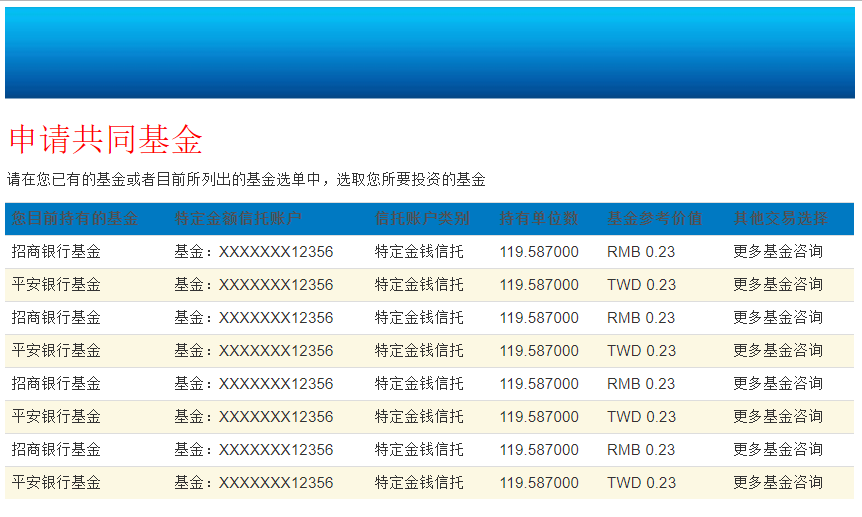 申请共同基金
请在您已有的基金或者目前所列出的基金选单中，选取您所要投资的基金
您目前持有的基金 特定金额信托账户 信托账户类别 持有单位数 基金参考价值 其他交易选择
招商银行基金 基金：XXXXXXX12356 特定金钱信托 119.587000 RMB 0.23 更多基金咨询
平安银行基金 基金：XXXXXXX12356 特定金钱信托 119.587000 TWD 0.23 更多基金咨询
招商银行基金 基金：XXXXXXX12356 特定金钱信托 119.587000 RMB 0.23 更多基金咨询
平安银行基金 基金：XXXXXXX12356 特定金钱信托 119.587000 TWD 0.23 更多基金咨询
招商银行基金 基金：XXXXXXX12356 特定金钱信托 119.587000 RMB 0.23 更多基金咨询
平安银行基金 基金：XXXXXXX12356 特定金钱信托 119.587000 TWD 0.23 更多基金咨询
招商银行基金 基金：XXXXXXX12356 特定金钱信托 119.587000 RMB 0.23 更多基金咨询
平安银行基金 基金：XXXXXXX12356 特定金钱信托 119.587000 TWD 0.23 更多基金咨询